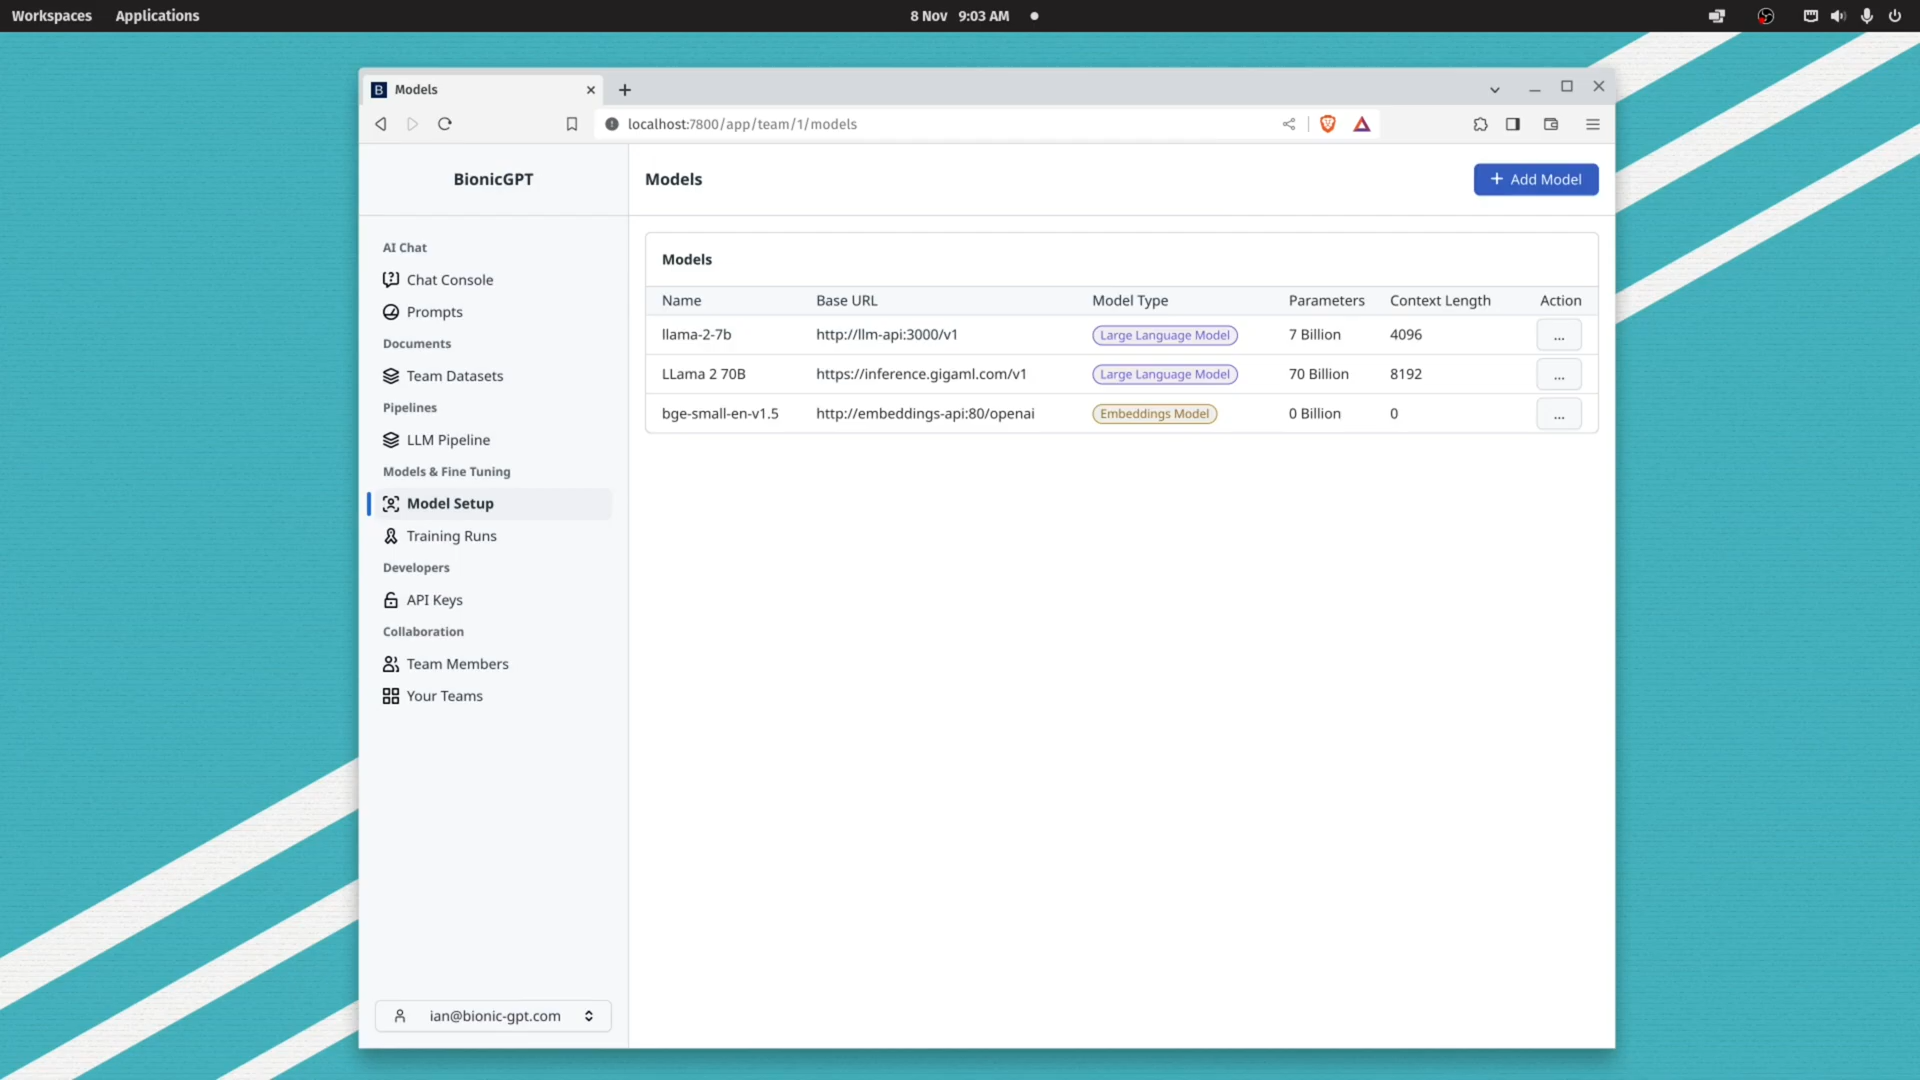 Workspaces Applications 8 Nov 9:03 AM
B Models
localhost:7800/app/team/1/models
BionicGPT
Models
+ Add Model
AI Chat
Chat Console
Prompts
Documents
Team Datasets
Pipelines
LLM Pipeline
Models & Fine Tuning
Model Setup
Training Runs
Developers
API Keys
Collaboration
Team Members
Your Teams
ian@bionic-gpt.com
Models
Name Base URL Model Type Parameters Context Length Action
llama-2-7b http://llm-api:3000/v1 Large Language Model 7 Billion 4096 ...
LLama 2 70B https://inference.gigaml.com/v1 Large Language Model 70 Billion 8192 ...
bge-small-en-v1.5 http://embeddings-api:80/openai Embeddings Model 0 Billion 0 ...